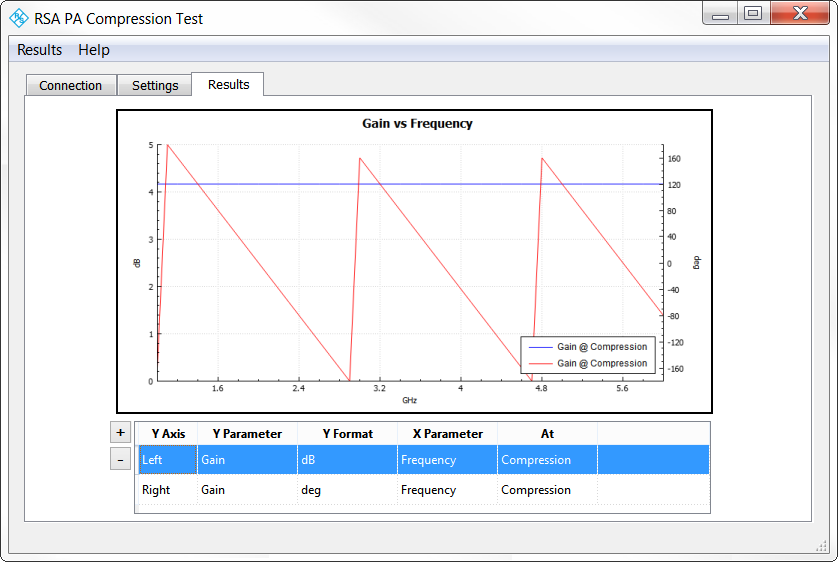 RSA PA Compression Test
Results Help
Connection Settings Results
Gain vs Frequency
5
4
3
2
1
0
dB
160
120
80
40
0
-40
-80
-120
-160
deg
1.6 2.4 3.2 4 4.8 5.6
GHz
Gain @ Compression
Gain @ Compression
+
-
Y Axis Y Parameter Y Format X Parameter At
Left Gain dB Frequency Compression
Right Gain deg Frequency Compression